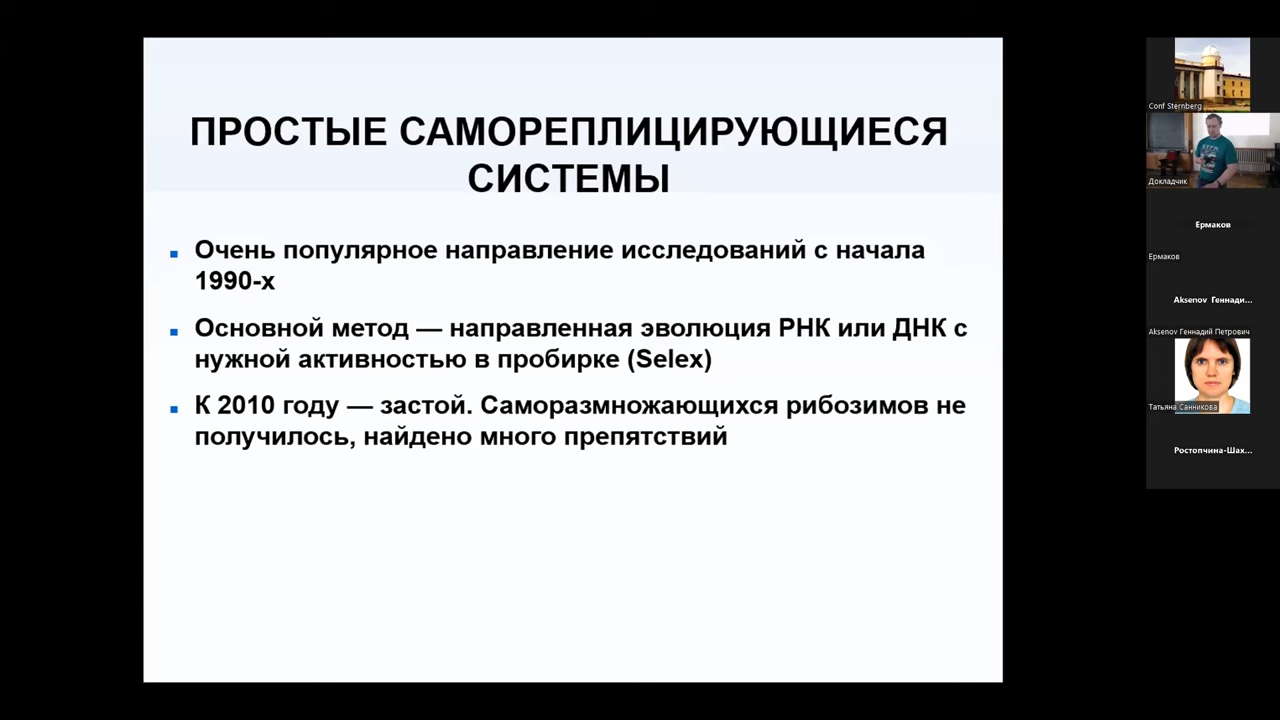 ПРОСТЫЕ САМОРЕПЛИЦИРУЮЩИЕСЯ
СИСТЕМЫ
Очень популярное направление исследований с начала
1990-х
Основной метод — направленная эволюция РНК или ДНК с
нужной активностью в пробирке (Selex)
К 2010 году — застой. Саморазмножающихся рибозимов не
получилось, найдено много препятствий
Conf Sternberg
Докладчик
Ермаков
Ермаков
Aksenov Геннади...
Aksenov Геннадий Петрович
Татьяна Санникова
Ростопчина-Шах...